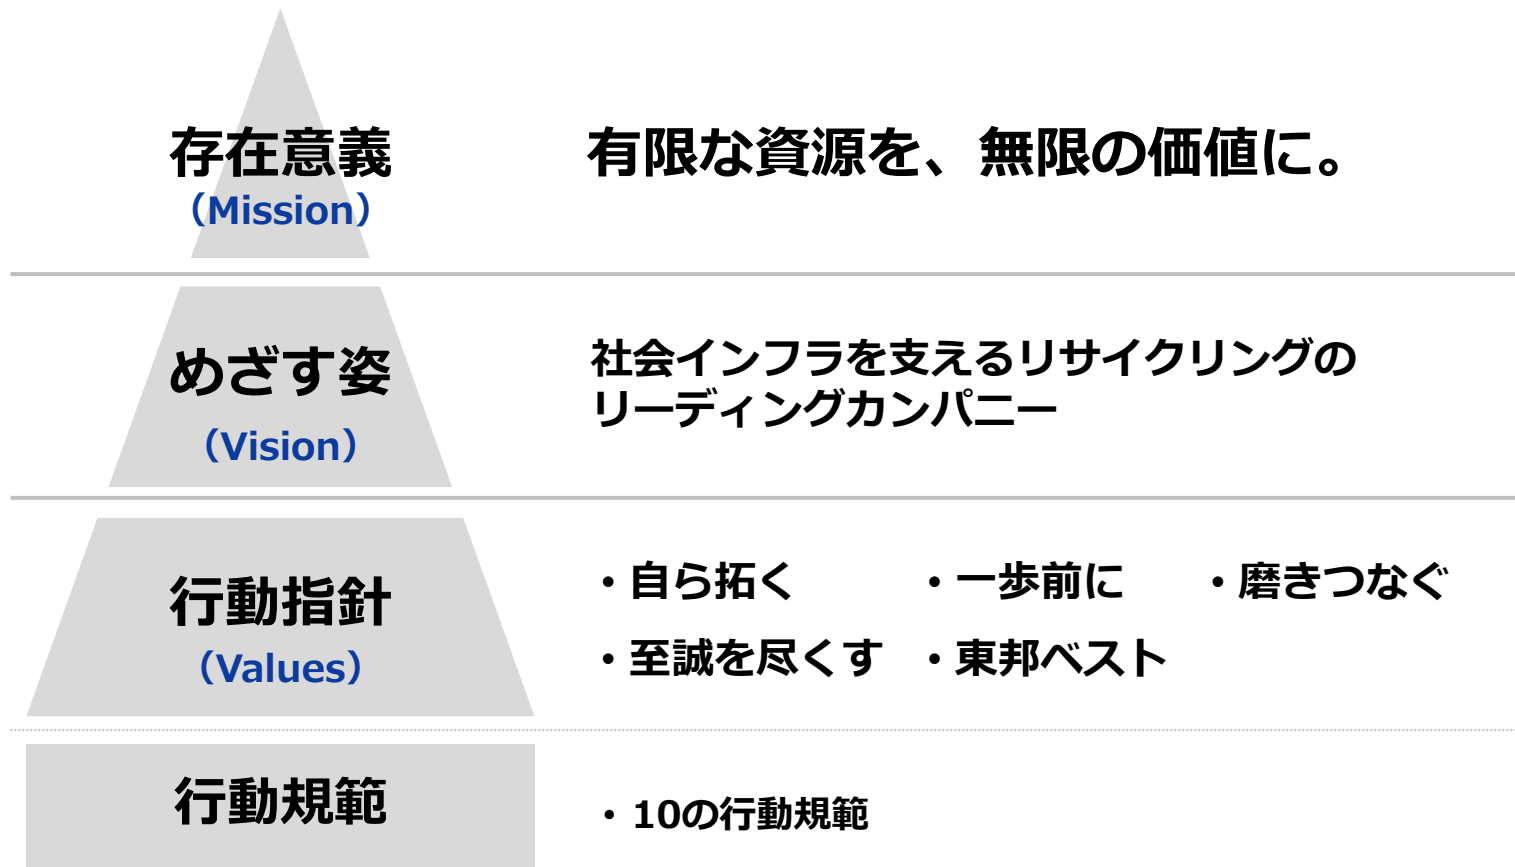 存在意義
（Mission）
有限な資源を、無限の価値に。
めざす姿
（Vision）
社会インフラを支えるリサイクリングの
リーディングカンパニー
行動指針
（Values）
・自ら拓く ・一歩前に ・磨きつなぐ
・至誠を尽くす ・東邦ベスト
行動規範
・10の行動規範